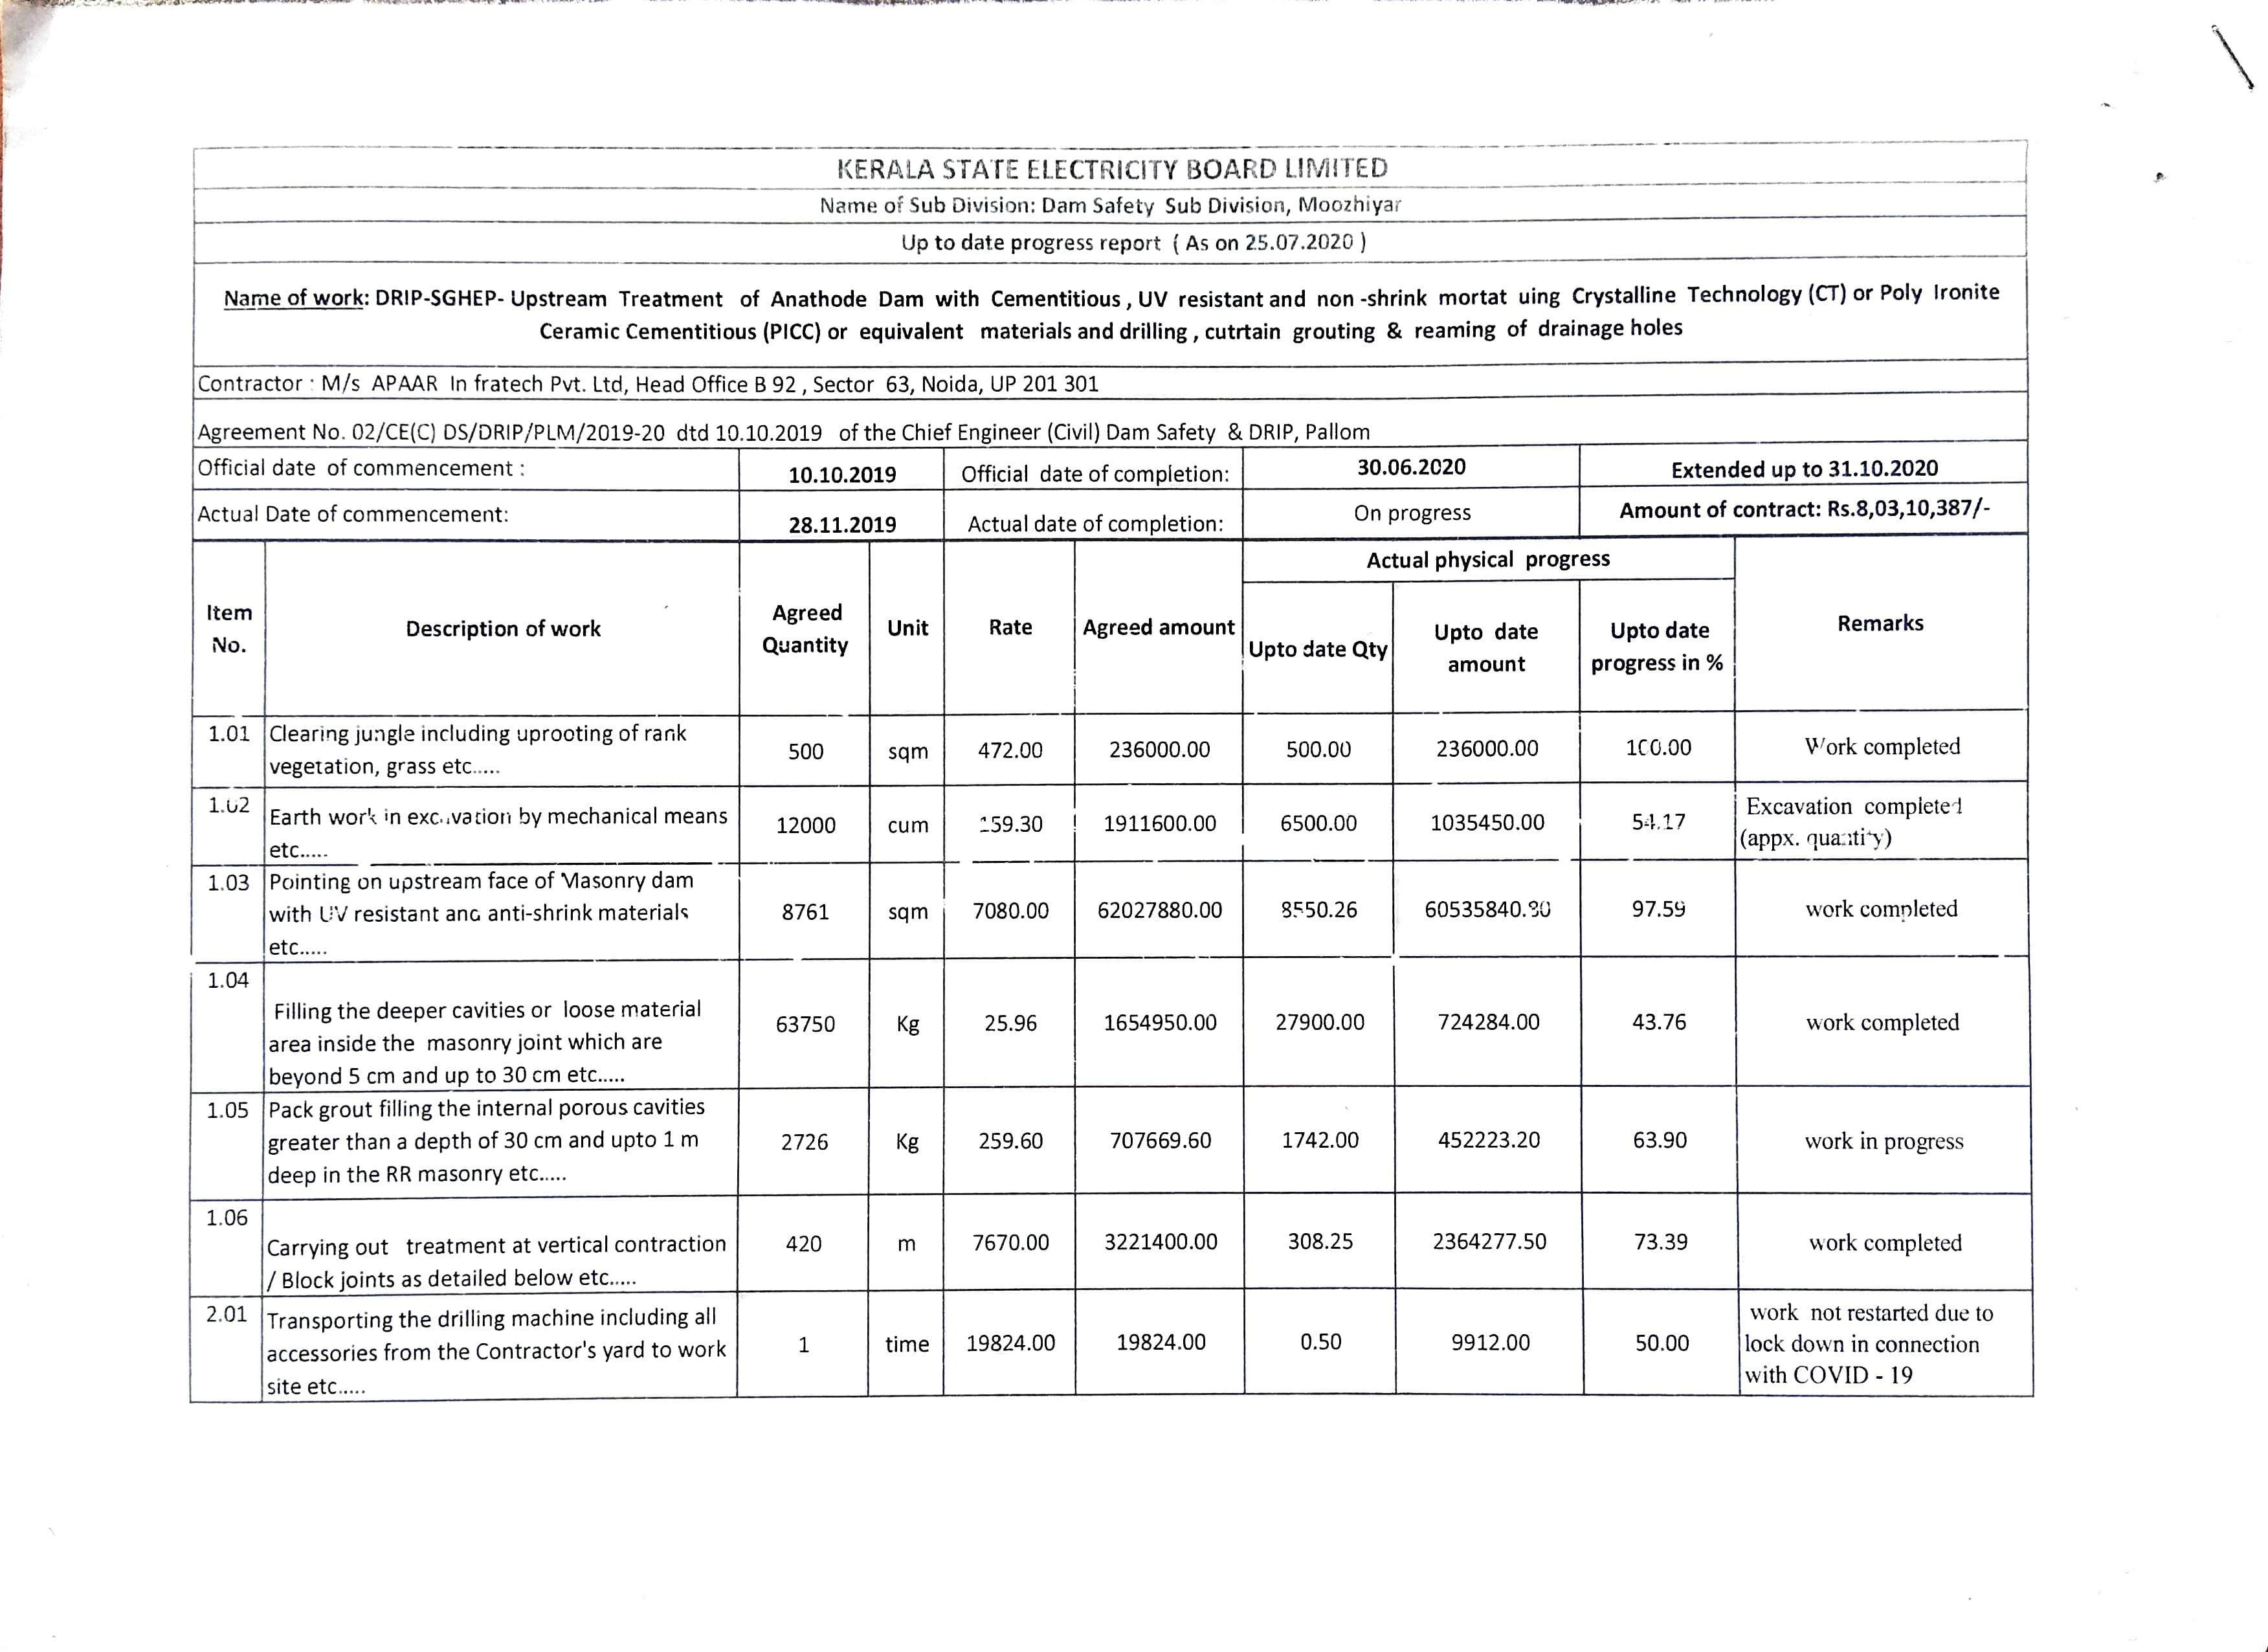 KERALA STATE ELECTRICITY BOARD LIMITED
Name of Sub Division: Dam Safety Sub Division, Moozhiyar
Up to date progress report ( As on 25.07.2020 )
Name of work: DRIP-SGHEP- Upstream Treatment of Anathode Dam with Cementitious , UV resistant and non -shrink mortat uing Crystalline Technology (CT) or Poly Ironite
Ceramic Cementitious (PICC) or equivalent materials and drilling , cutrtain grouting & reaming of drainage holes
Contractor : M/s APAAR In fratech Pvt. Ltd, Head Office B 92 , Sector 63, Noida, UP 201 301
Agreement No. 02/CE(C) DS/DRIP/PLM/2019-20 dtd 10.10.2019 of the Chief Engineer (Civil) Dam Safety & DRIP, Pallom
Official date of commencement : 10.10.2019 Official date of completion: 30.06.2020 Extended up to 31.10.2020
Actual Date of commencement: 28.11.2019 Actual date of completion: On progress Amount of contract: Rs.8,03,10,387/-
Actual physical progress
Item No. Description of work Agreed Quantity Unit Rate Agreed amount Upto date Qty Upto date amount Upto date progress in % Remarks
1.01 Clearing jungle including uprooting of rank
vegetation, grass etc.....
500 sqm 472.00 236000.00 500.00 236000.00 100.00 Work completed
1.02 Earth work in excavation by mechanical means
etc.....
12000 cum 159.30 1911600.00 6500.00 1035450.00 54.17 Excavation completed
(appx. quantity)
1.03 Pointing on upstream face of Masonry dam
with UV resistant and anti-shrink materials
etc.....
8761 sqm 7080.00 62027880.00 8550.26 60535840.80 97.59 work completed
1.04
Filling the deeper cavities or loose material
area inside the masonry joint which are
beyond 5 cm and up to 30 cm etc.....
63750 Kg 25.96 1654950.00 27900.00 724284.00 43.76 work completed
1.05 Pack grout filling the internal porous cavities
greater than a depth of 30 cm and upto 1 m
deep in the RR masonry etc.....
2726 Kg 259.60 707669.60 1742.00 452223.20 63.90 work in progress
1.06
Carrying out treatment at vertical contraction
/ Block joints as detailed below etc.....
420 m 7670.00 3221400.00 308.25 2364277.50 73.39 work completed
2.01 Transporting the drilling machine including all
accessories from the Contractor's yard to work
site etc.....
1 time 19824.00 19824.00 0.50 9912.00 50.00 work not restarted due to
lock down in connection
with COVID - 19